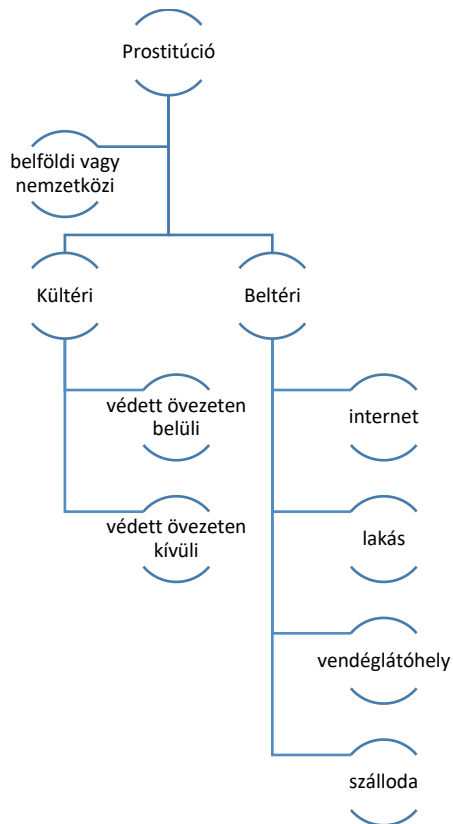 Prostitúció
belföldi vagy
nemzetközi
Kültéri
Beltéri
védett övezeten
belüli
védett övezeten
kívüli
internet
lakás
vendéglátóhely
szálloda